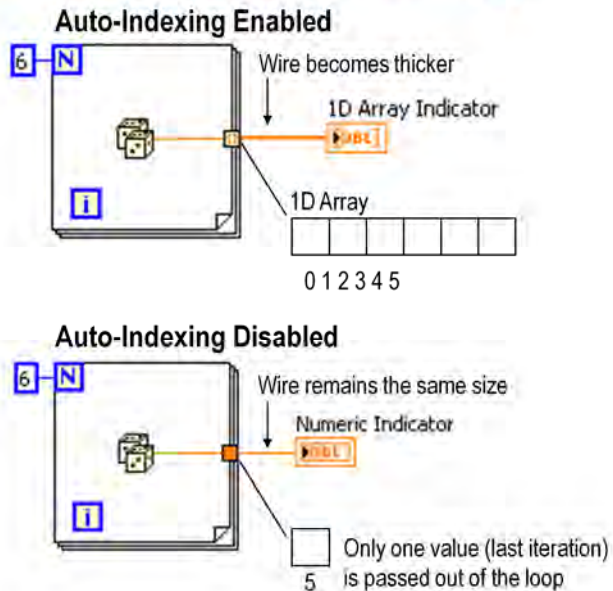 Auto-Indexing Enabled
6 N
Wire becomes thicker
1D Array Indicator
DBL
i
1D Array
0 1 2 3 4 5
Auto-Indexing Disabled
6 N
Wire remains the same size
Numeric Indicator
DBL
i
Only one value (last iteration)
5 is passed out of the loop